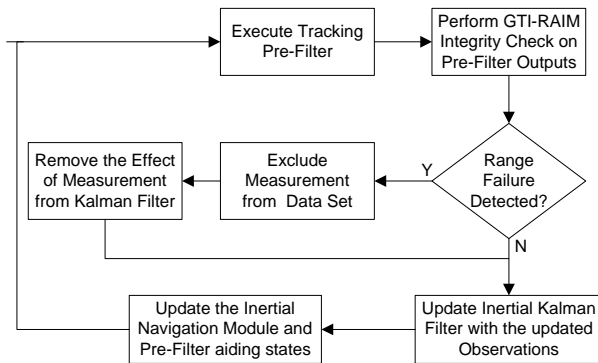 Execute Tracking
Pre-Filter
Perform GTI-RAIM
Integrity Check on
Pre-Filter Outputs
Range
Failure
Detected?
Y
N
Exclude
Measurement
from Data Set
Remove the Effect
of Measurement
from Kalman Filter
Update Inertial Kalman
Filter with the updated
Observations
Update the Inertial
Navigation Module and
Pre-Filter aiding states